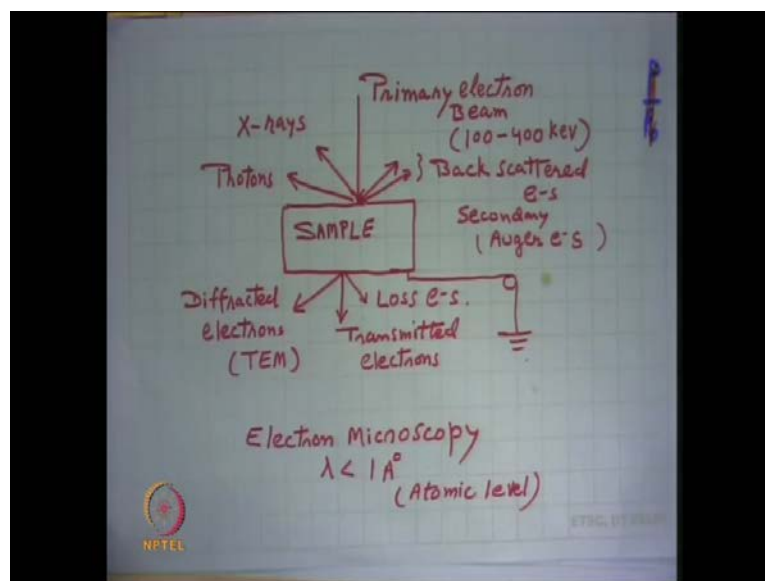 Primary electron
Beam
(100-400 kev)
X-rays
Photons
} Back scattered
e-s
Secondary
(Auger e-s)
SAMPLE
Diffracted
electrons
(TEM)
Loss e-s.
Transmitted
electrons
Electron Microscopy
λ < 1 A°
(Atomic level)
NPTEL